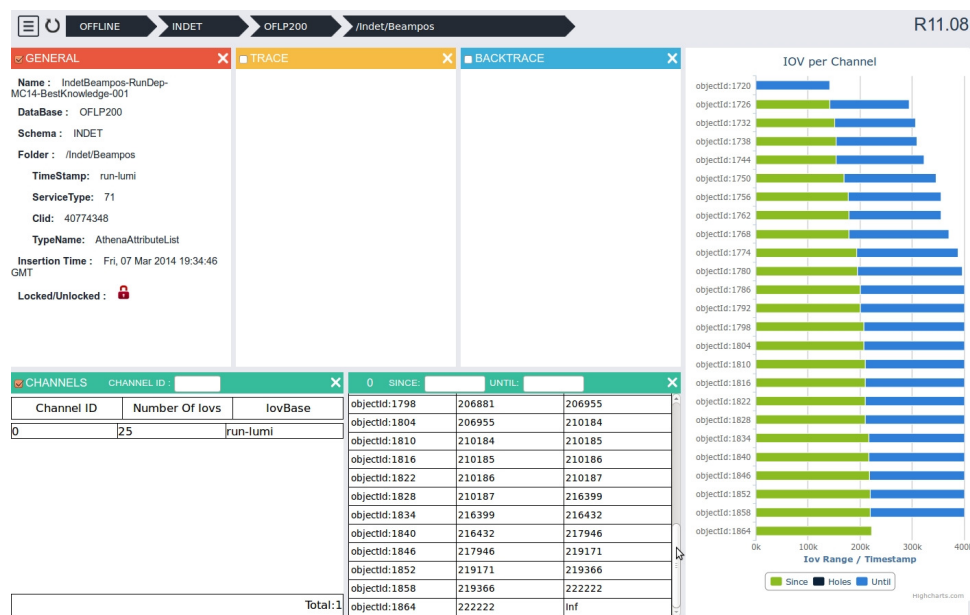 OFFLINE INDET OFLP200 /Indet/Beampos R11.08
GENERAL
Name : IndetBeampos-RunDep-
MC14-BestKnowledge-001
DataBase : OFLP200
Schema : INDET
Folder : /Indet/Beampos
TimeStamp: run-lumi
ServiceType: 71
Clid: 40774348
TypeName: AthenaAttributeList
Insertion Time : Fri, 07 Mar 2014 19:34:46
GMT
Locked/Unlocked :
TRACE
BACKTRACE
CHANNELS CHANNEL ID :
Channel ID Number Of Iovs IovBase
0 25 run-lumi
Total:1
0 SINCE: UNTIL:
objectId:1798 206881 206955
objectId:1804 206955 210184
objectId:1810 210184 210185
objectId:1816 210185 210186
objectId:1822 210186 210187
objectId:1828 210187 216399
objectId:1834 216399 216432
objectId:1840 216432 217946
objectId:1846 217946 219171
objectId:1852 219171 219366
objectId:1858 219366 222222
objectId:1864 222222 Inf
IOV per Channel
objectId:1720
objectId:1726
objectId:1732
objectId:1738
objectId:1744
objectId:1750
objectId:1756
objectId:1762
objectId:1768
objectId:1774
objectId:1780
objectId:1786
objectId:1792
objectId:1798
objectId:1804
objectId:1810
objectId:1816
objectId:1822
objectId:1828
objectId:1834
objectId:1840
objectId:1846
objectId:1852
objectId:1858
objectId:1864
0k 100k 200k 300k 400
Iov Range / Timestamp
Since Holes Until
Highcharts.com